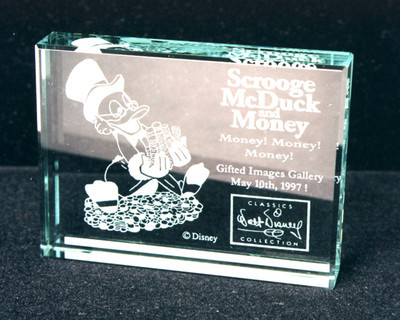 Scrooge
McDuck
and
Money
Money! Money!
Money!
Gifted Images Gallery
May 10th, 1997 !
CLASSICS
Walt Disney
COLLECTION
© Disney